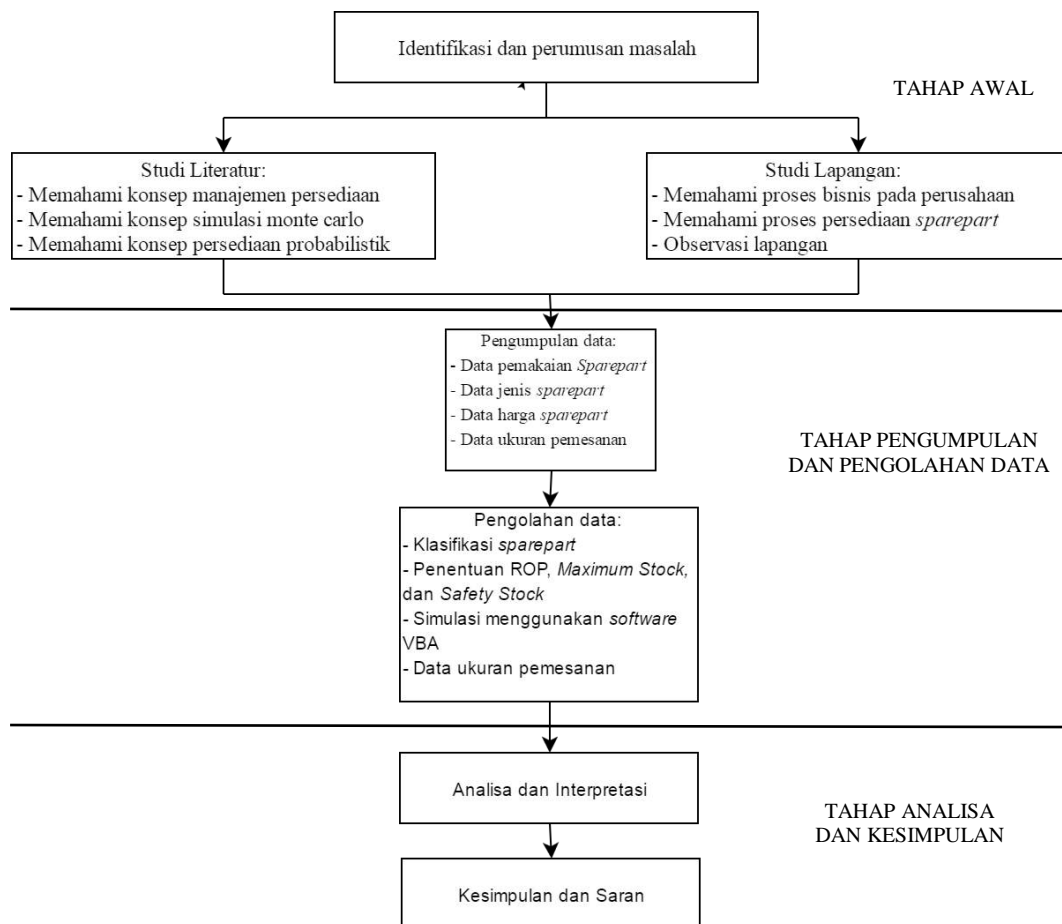 Identifikasi dan perumusan masalah
TAHAP AWAL
Studi Literatur:
- Memahami konsep manajemen persediaan
- Memahami konsep simulasi monte carlo
- Memahami konsep persediaan probabilistik
Studi Lapangan:
- Memahami proses bisnis pada perusahaan
- Memahami proses persediaan sparepart
- Observasi lapangan
Pengumpulan data:
- Data pemakaian Sparepart
- Data jenis sparepart
- Data harga sparepart
- Data ukuran pemesanan
TAHAP PENGUMPULAN
DAN PENGOLAHAN DATA
Pengolahan data:
- Klasifikasi sparepart
- Penentuan ROP, Maximum Stock,
dan Safety Stock
- Simulasi menggunakan software
VBA
- Data ukuran pemesanan
Analisa dan Interpretasi
TAHAP ANALISA
DAN KESIMPULAN
Kesimpulan dan Saran